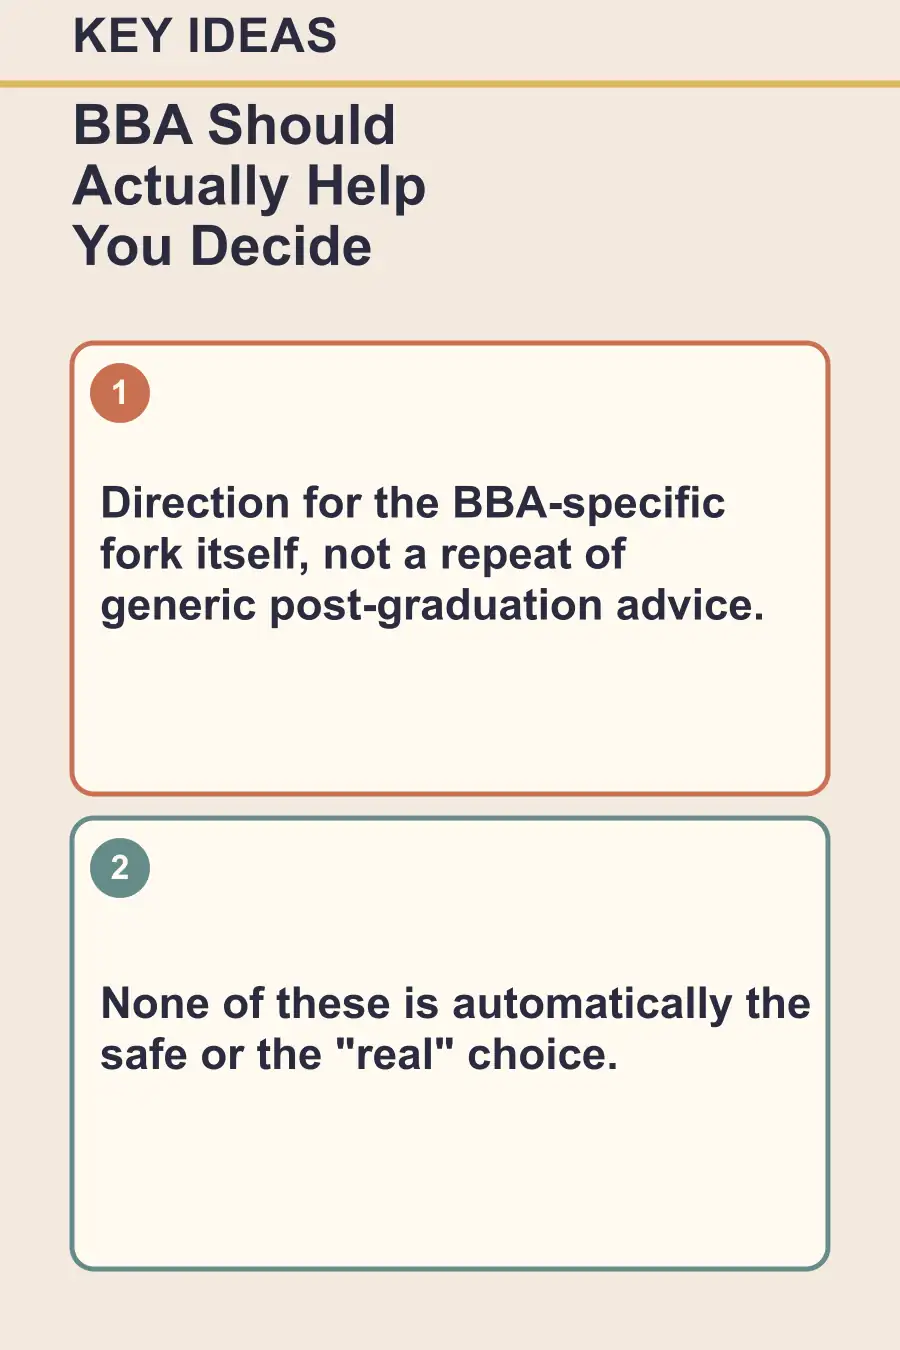 KEY IDEAS
BBA Should
Actually Help
You Decide
1
Direction for the BBA-specific
fork itself, not a repeat of
generic post-graduation advice.
2
None of these is automatically the
safe or the "real" choice.